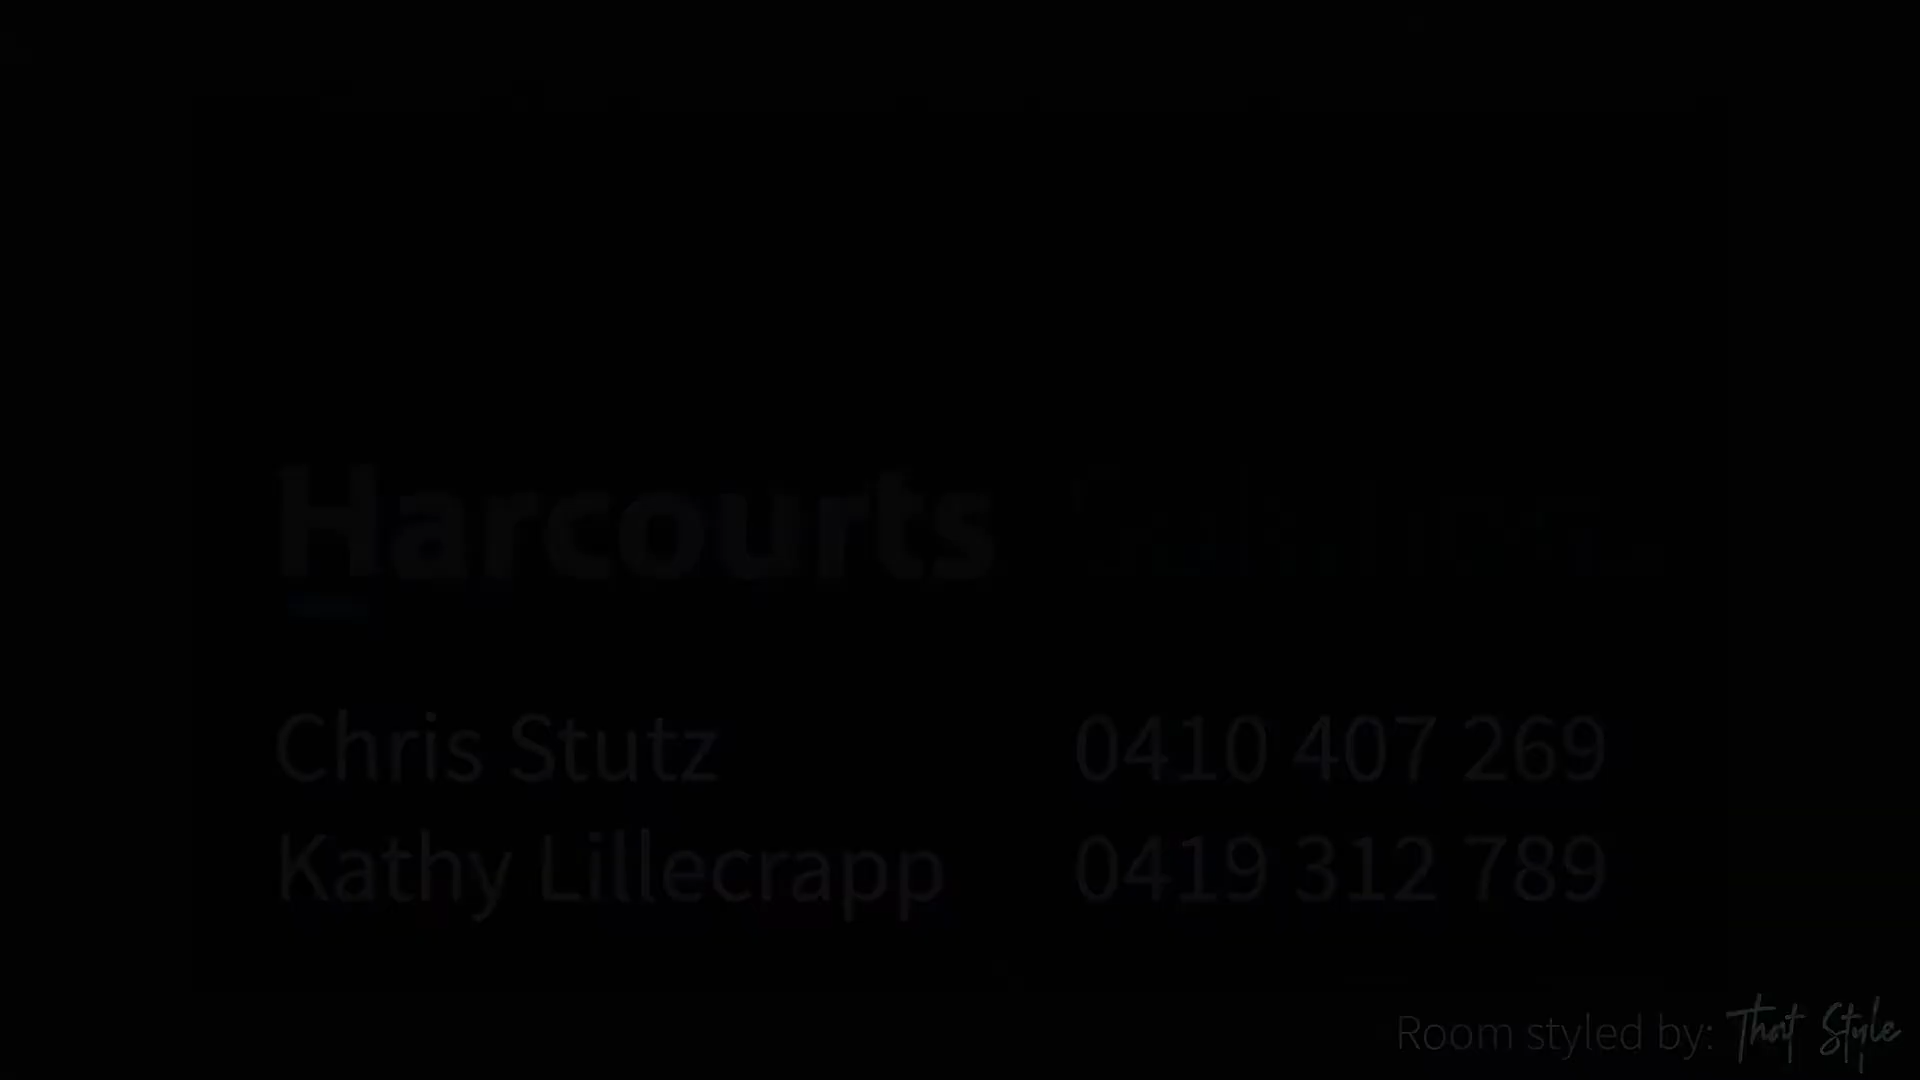 Harcourts
Chris Stutz 0410 407 269
Kathy Lillecrapp 0419 312 789
Room styled by: That Style